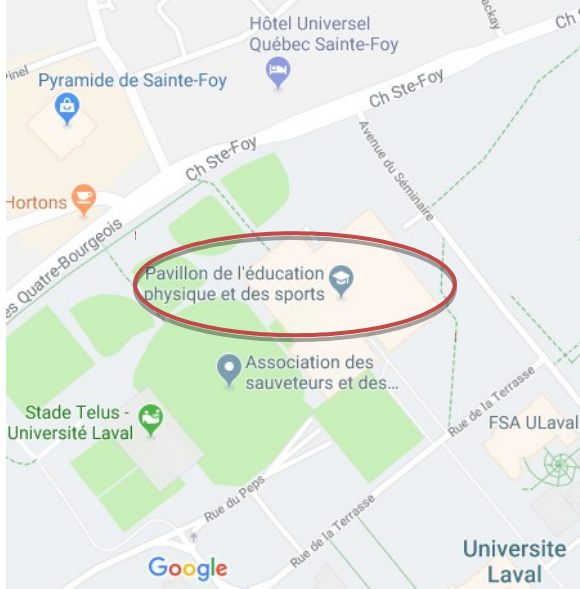 Hôtel Universel
Québec Sainte-Foy
Ch S
Pinel
Pyramide de Sainte-Foy
Ch Ste-Foy
Ch Ste-Foy
Avenue du Séminaire
Hortons
es Quatre-Bourgeois
Pavillon de l'éducation
physique et des sports
Association des
sauveteurs et des...
Stade Telus -
Université Laval
Rue de la Terrasse
FSA ULaval
Rue du Peps
Rue de la Terrasse
Google
Universite
Laval